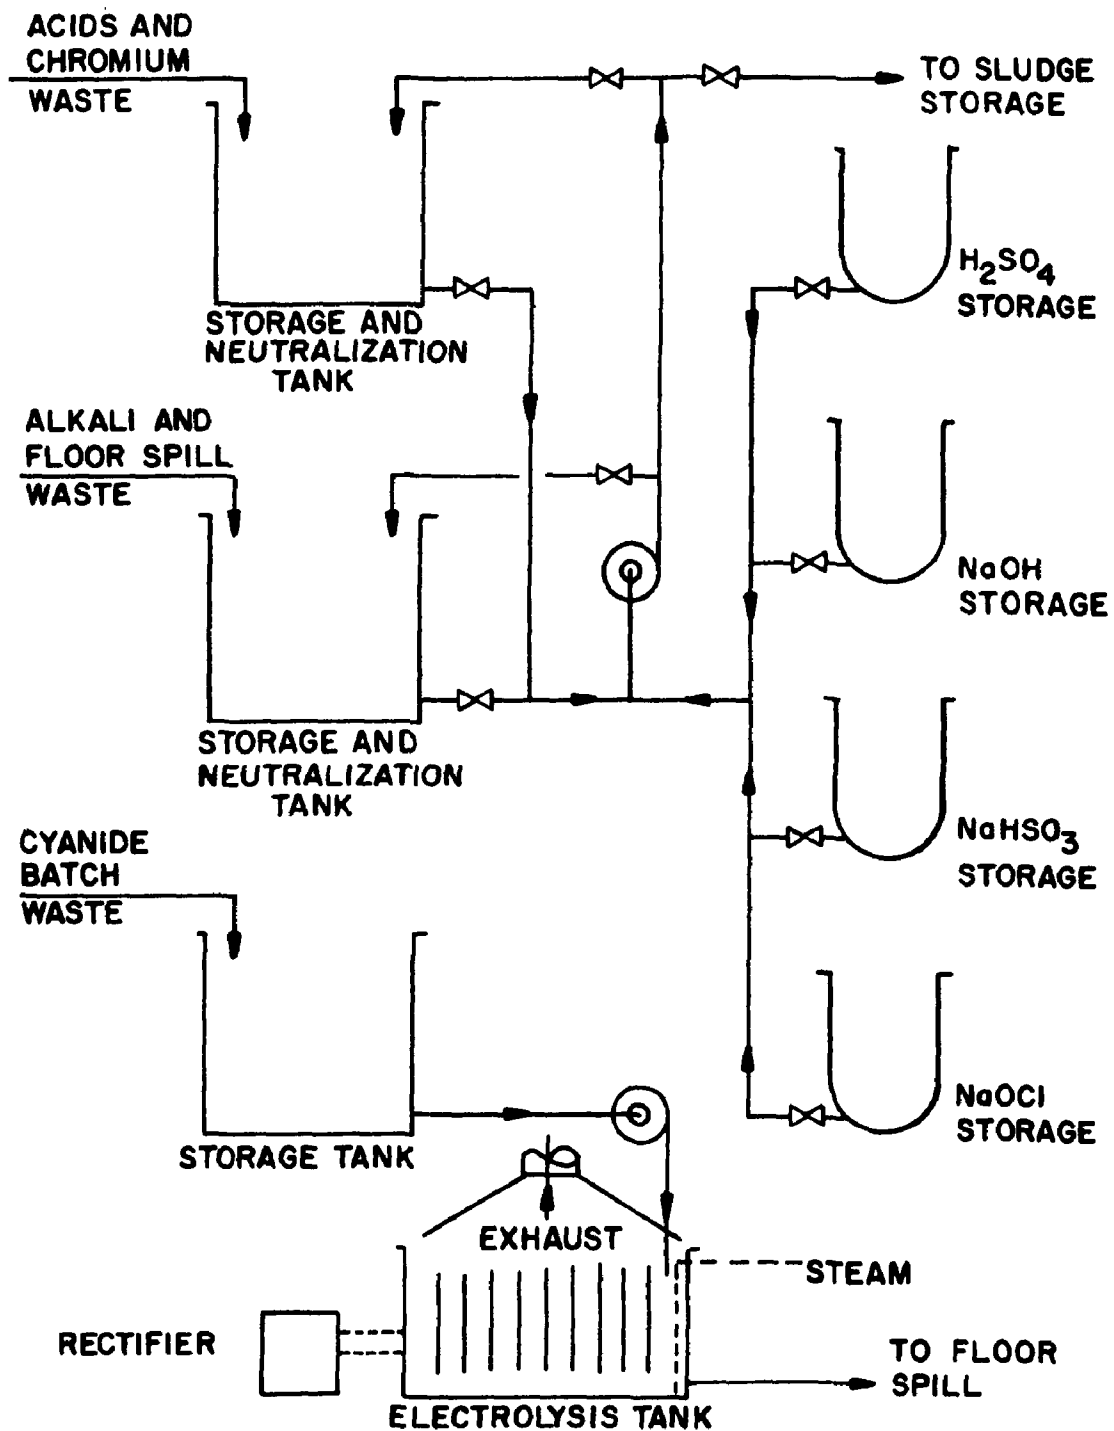 ACIDS AND
CHROMIUM
WASTE
TO SLUDGE
STORAGE
H2SO4
STORAGE
STORAGE AND
NEUTRALIZATION
TANK
ALKALI AND
FLOOR SPILL
WASTE
NaOH
STORAGE
STORAGE AND
NEUTRALIZATION
TANK
CYANIDE
BATCH
WASTE
NaHSO3
STORAGE
NaOCl
STORAGE
STORAGE TANK
EXHAUST
STEAM
RECTIFIER
TO FLOOR
SPILL
ELECTROLYSIS TANK